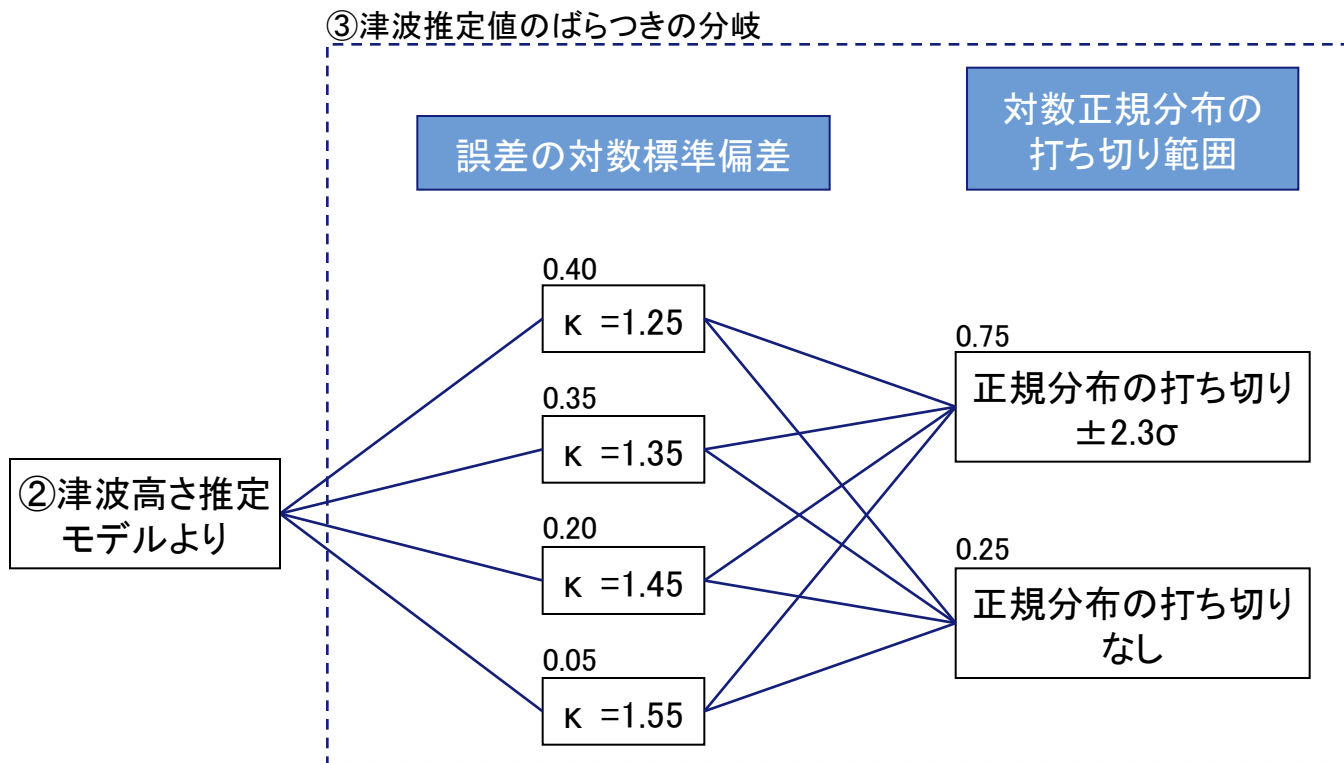 ③津波推定値のばらつきの分岐
誤差の対数標準偏差
対数正規分布の
打ち切り範囲
②津波高さ推定
モデルより
0.40
κ =1.25
0.35
κ =1.35
0.20
κ =1.45
0.05
κ =1.55
0.75
正規分布の打ち切り
±2.3σ
0.25
正規分布の打ち切り
なし